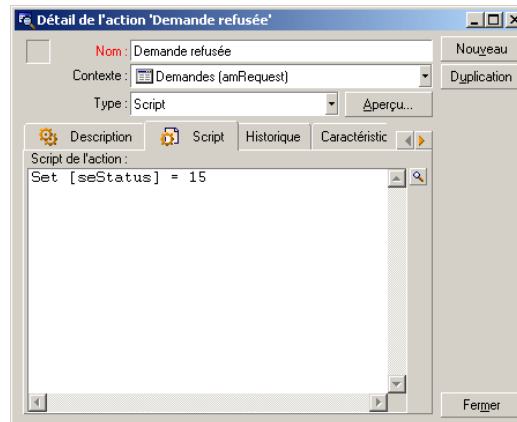 Détail de l'action 'Demande refusée'
Nom : Demande refusée
Nouveau
Contexte : Demandes (amRequest)
Duplication
Type : Script
Aperçu...
Description Script Historique Caractéristic
Script de l'action :
Set [seStatus] = 15
Fermer